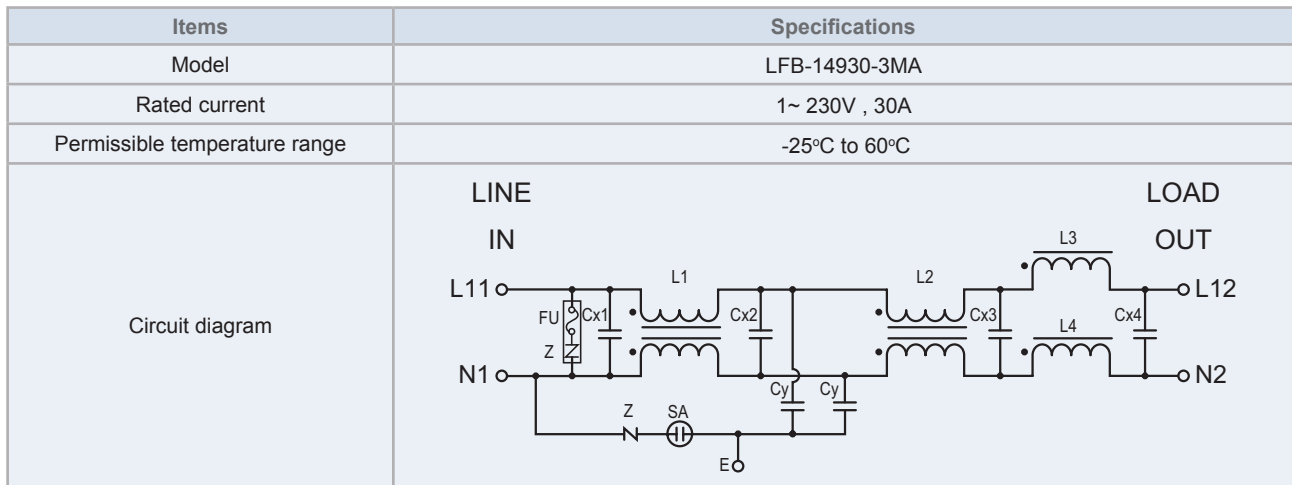 Items Specifications
Model LFB-14930-3MA
Rated current 1~ 230V , 30A
Permissible temperature range -25°C to 60°C
Circuit diagram
LINE LOAD
IN OUT
L3
L1 L2
L11 L12
FU Cx1 Cx2 Cx3 Cx4
L4
Z
N1 N2
Cy Cy
Z SA
E